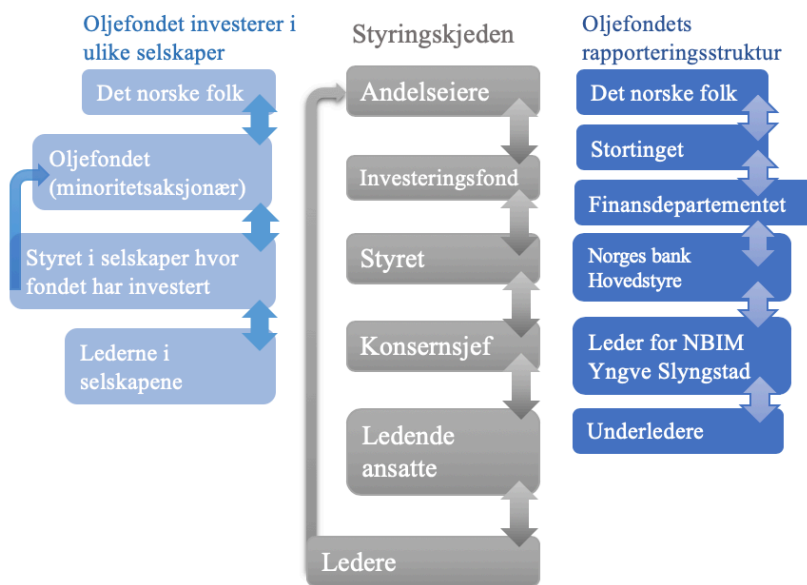 Oljefondet investerer i
ulike selskaper
Det norske folk
Oljefondet
(minoritetsaksjonær)
Styret i selskaper hvor
fondet har investert
Lederne i
selskapene
Styringskjeden
Andelseiere
Investeringsfond
Styret
Konsernsjef
Ledende
ansatte
Ledere
Oljefondets
rapporteringsstruktur
Det norske folk
Stortinget
Finansdepartementet
Norges bank
Hovedstyre
Leder for NBIM
Yngve Slyngstad
Underledere